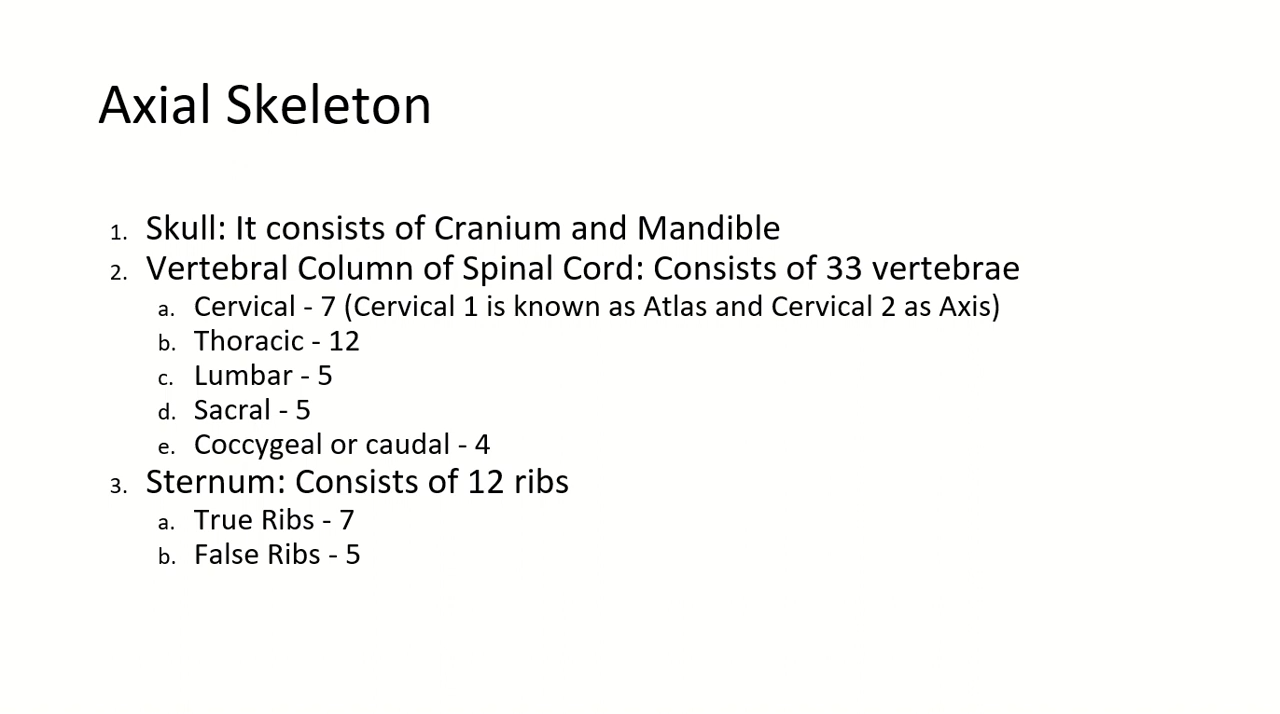 Axial Skeleton
1. Skull: It consists of Cranium and Mandible
2. Vertebral Column of Spinal Cord: Consists of 33 vertebrae
a. Cervical - 7 (Cervical 1 is known as Atlas and Cervical 2 as Axis)
b. Thoracic - 12
c. Lumbar - 5
d. Sacral - 5
e. Coccygeal or caudal - 4
3. Sternum: Consists of 12 ribs
a. True Ribs - 7
b. False Ribs - 5